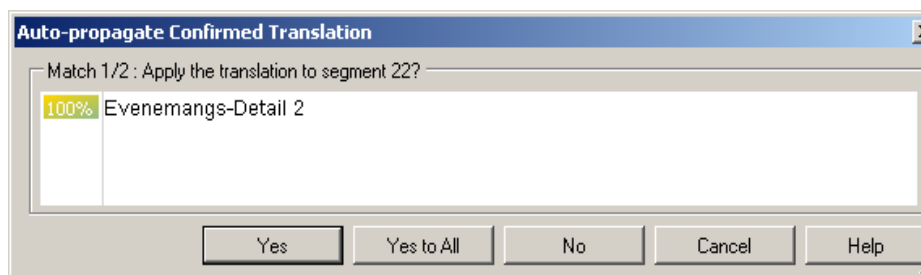 Auto-propagate Confirmed Translation
Match 1/2 : Apply the translation to segment 22?
100% Evenemangs-Detail 2
Yes Yes to All No Cancel Help